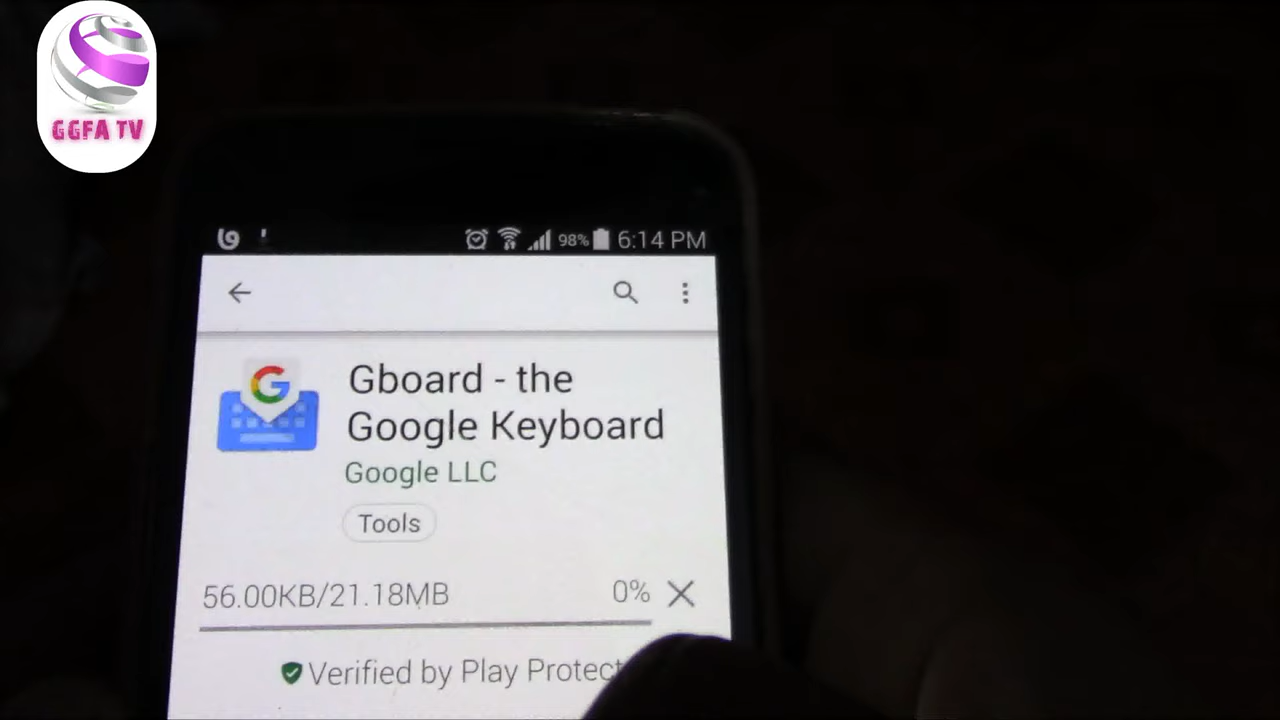 GGFA TV
98% 6:14 PM
Gboard - the
Google Keyboard
Google LLC
Tools
56.00KB/21.18MB 0%
Verified by Play Protect